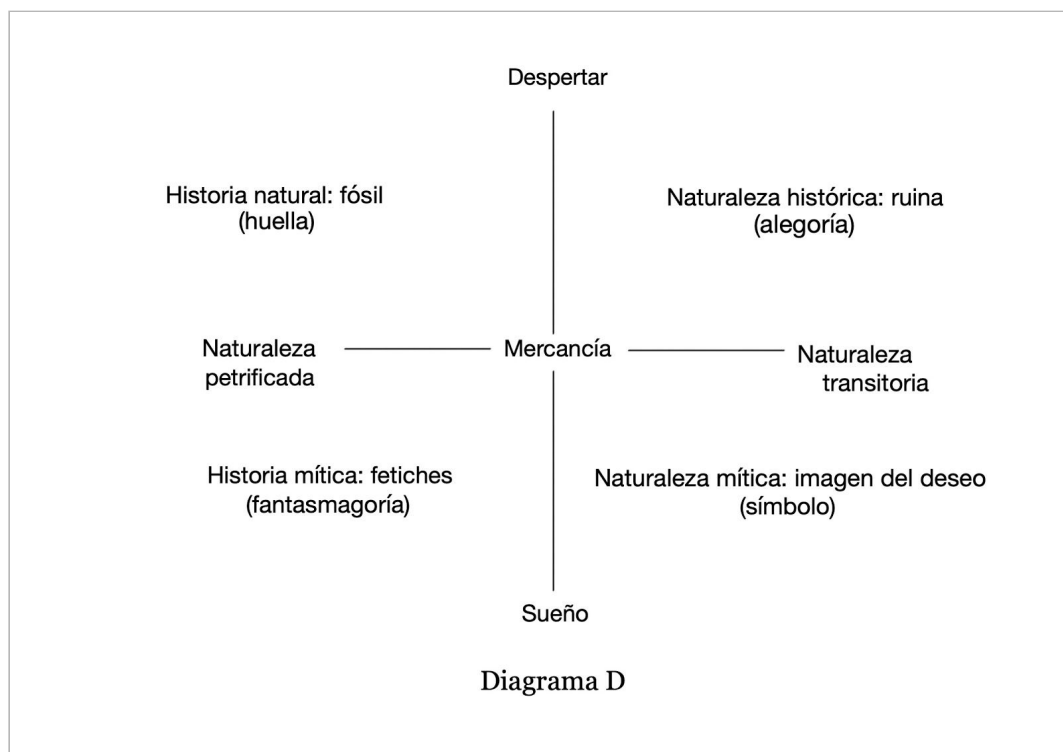 Despertar
Historia natural: fósil
(huella)
Naturaleza histórica: ruina
(alegoría)
Naturaleza
petrificada
Mercancía
Naturaleza
transitoria
Historia mítica: fetiches
(fantasmagoría)
Naturaleza mítica: imagen del deseo
(símbolo)
Sueño
Diagrama D